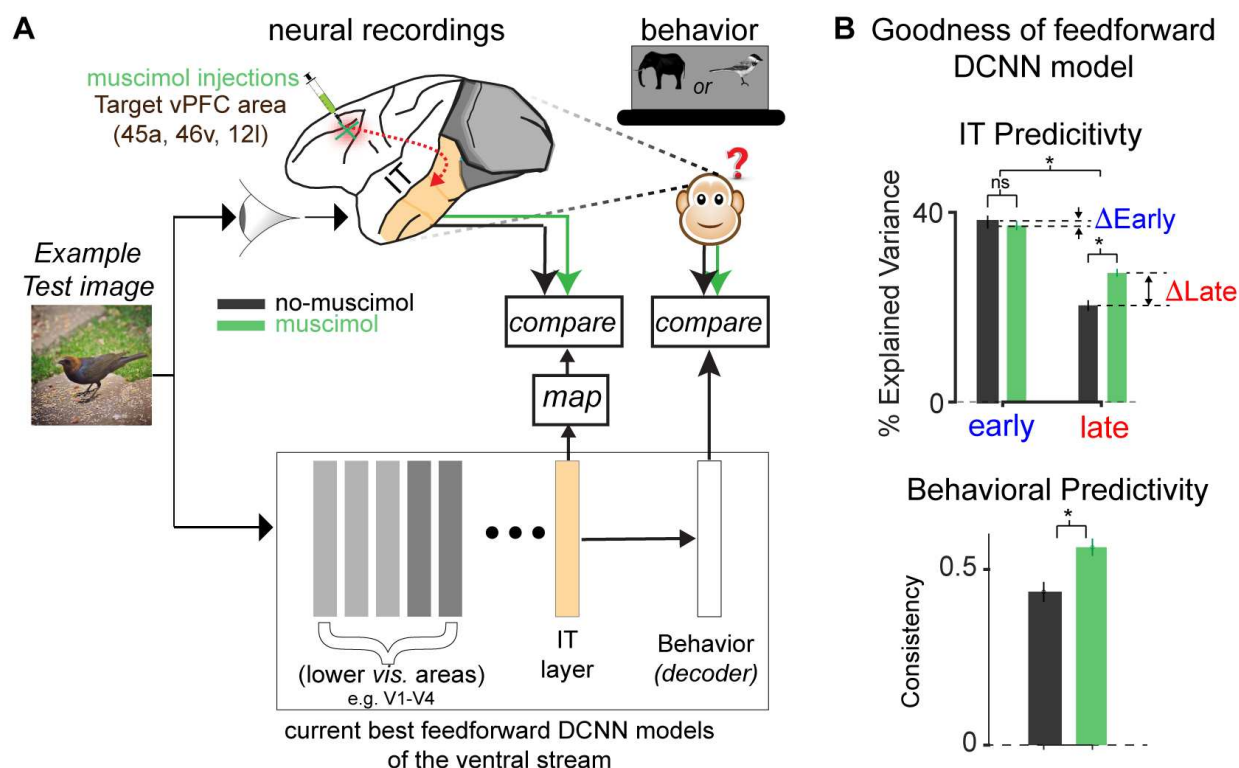 A
neural recordings
behavior
muscimol injections
Target vPFC area
(45a, 46v, 12l)
or
IT
?
Example
Test image
no-muscimol
muscimol
compare
compare
map
(lower vis. areas)
e.g. V1-V4
IT
layer
Behavior
(decoder)
current best feedforward DCNN models
of the ventral stream
B Goodness of feedforward
DCNN model
IT Predicitivty
*
ns
40
ΔEarly
*
ΔLate
% Explained Variance
0
early
late
Behavioral Predictivity
*
0.5
Consistency
0